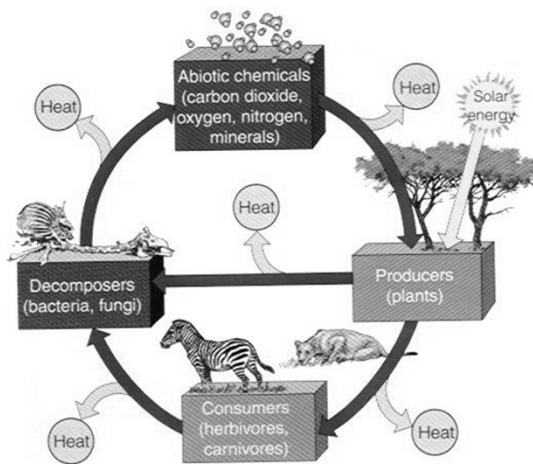 Abiotic chemicals
(carbon dioxide,
oxygen, nitrogen,
minerals)
Heat
Heat
Solar
energy
Heat
Decomposers
(bacteria, fungi)
Producers
(plants)
Consumers
(herbivores,
carnivores)
Heat
Heat